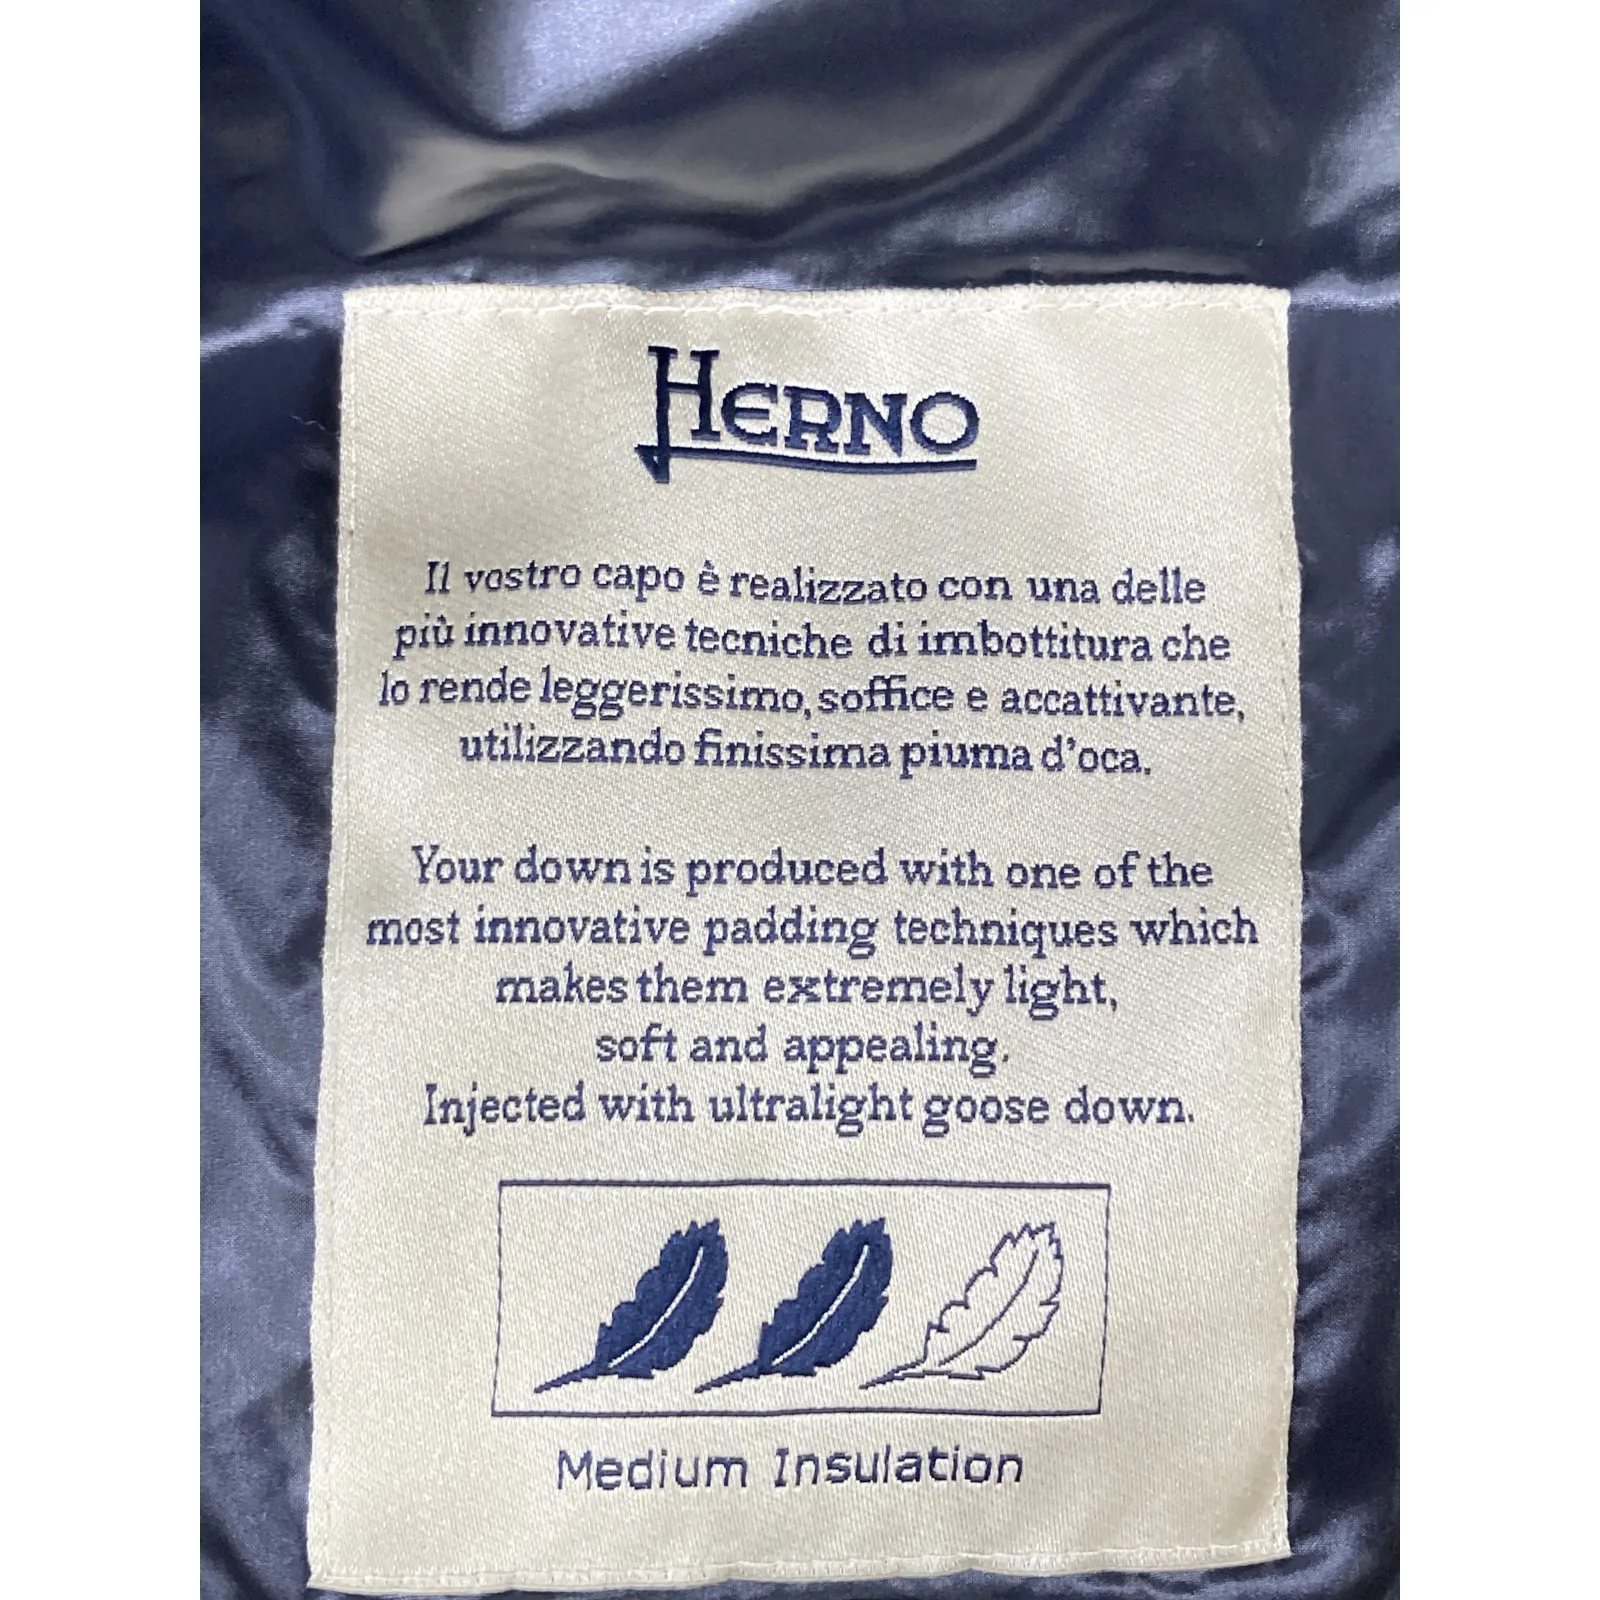 HERNO
Il vostro capo è realizzato con una delle
più innovative tecniche di imbottitura che
lo rende leggerissimo, soffice e accattivante,
utilizzando finissima piuma d'oca.
Your down is produced with one of the
most innovative padding techniques which
makes them extremely light,
soft and appealing.
Injected with ultralight goose down.
Medium Insulation